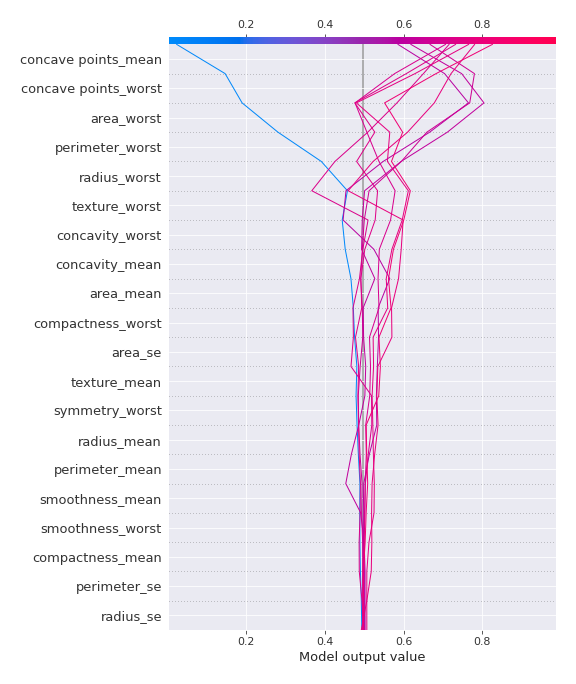 0.2 0.4 0.6 0.8
concave points_mean
concave points_worst
area_worst
perimeter_worst
radius_worst
texture_worst
concavity_worst
concavity_mean
area_mean
compactness_worst
area_se
texture_mean
symmetry_worst
radius_mean
perimeter_mean
smoothness_mean
smoothness_worst
compactness_mean
perimeter_se
radius_se
0.2 0.4 0.6 0.8
Model output value